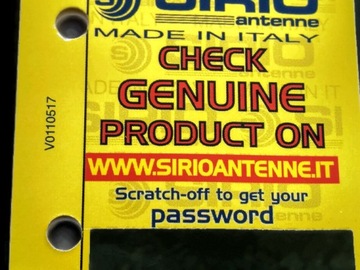 SIRIO
antenne
MADE IN ITALY
CHECK
GENUINE
PRODUCT ON
WWW.SIRIOANTENNE.IT
Scratch-off to get your
password
V0110517